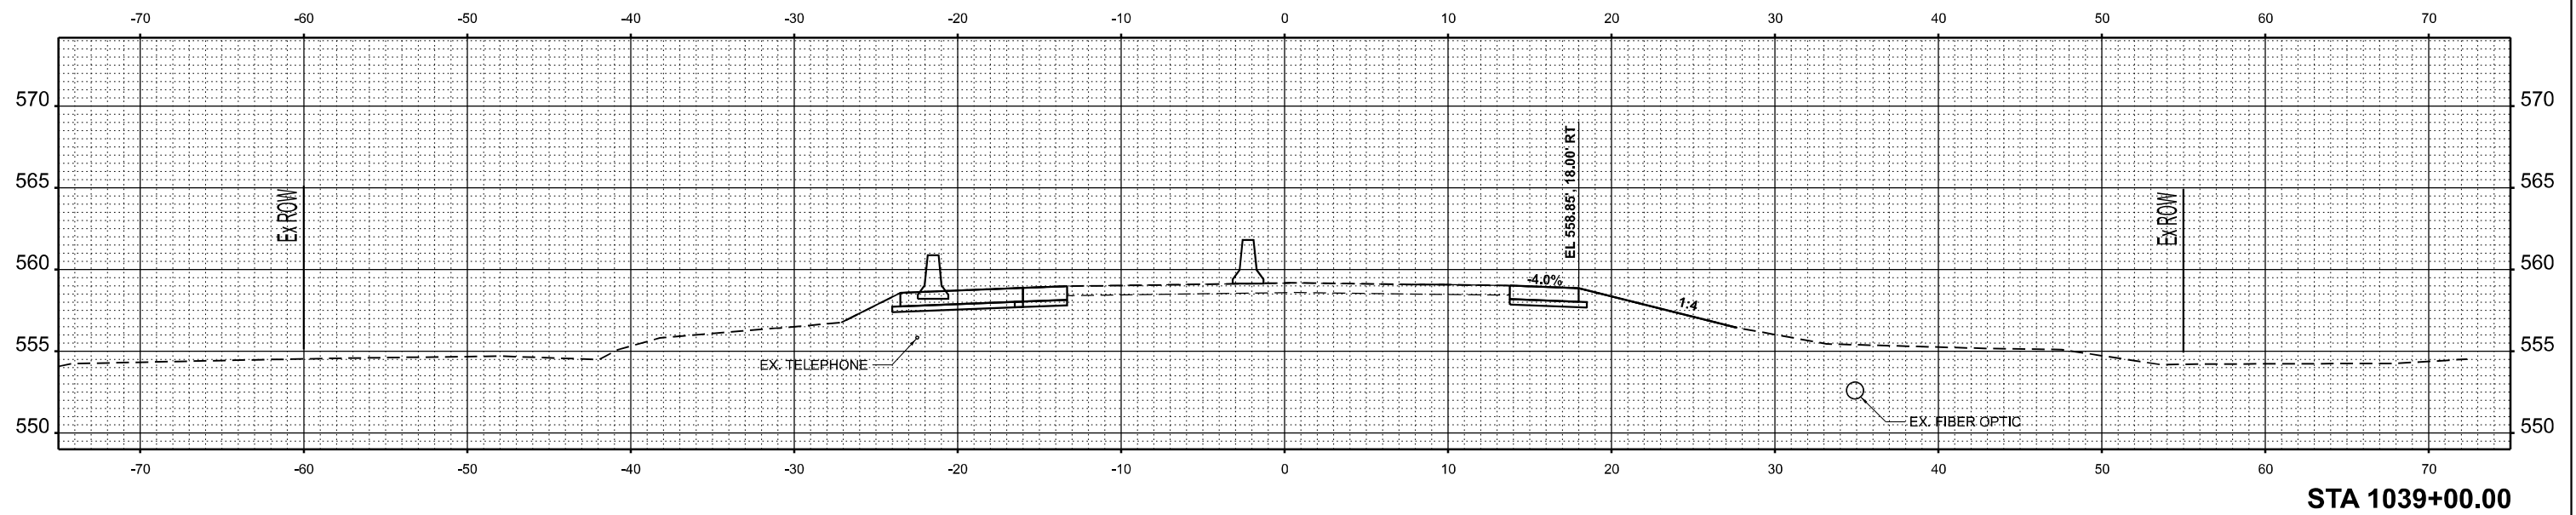 -70 -60 -50 -40 -30 -20 -10 0 10 20 30 40 50 60 70
570 570
565 565
Ex ROW
EL 558.85', 18.00' RT
Ex ROW
560 560
-4.0%
1:4
555 555
EX. TELEPHONE
EX. FIBER OPTIC
550 550
-70 -60 -50 -40 -30 -20 -10 0 10 20 30 40 50 60 70
STA 1039+00.00